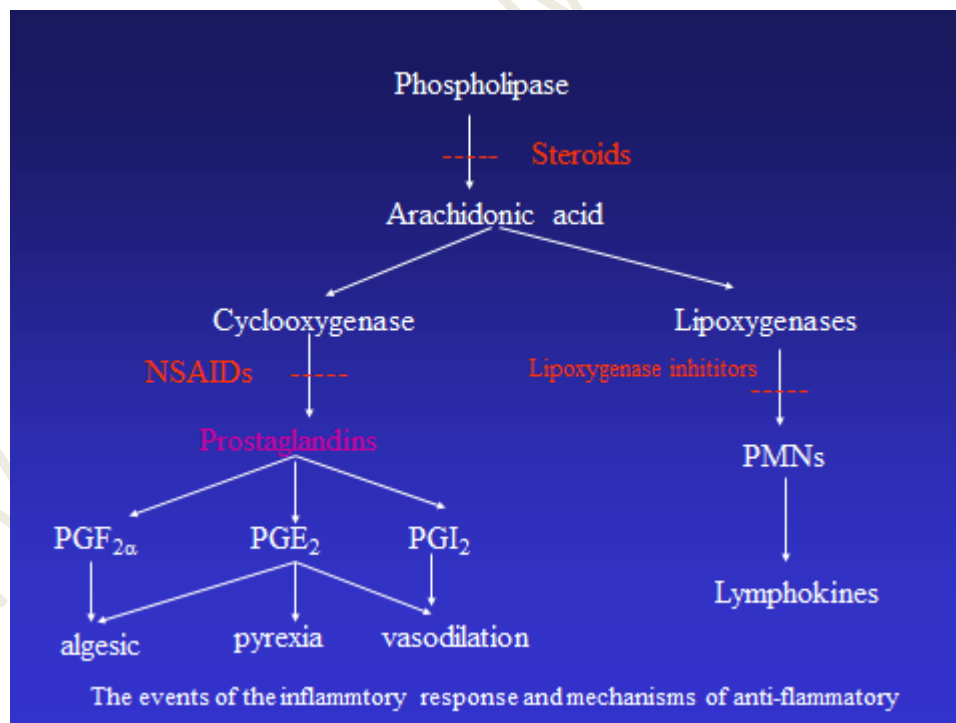 Phospholipase
----- Steroids
Arachidonic acid
Cyclooxygenase Lipoxygenases
NSAIDs ----- Lipoxygenase inhititors -----
Prostaglandins
PMNs
PGF2α PGE2 PGI2
Lymphokines
algesic pyrexia vasodilation
The events of the inflammtory response and mechanisms of anti-flammatory